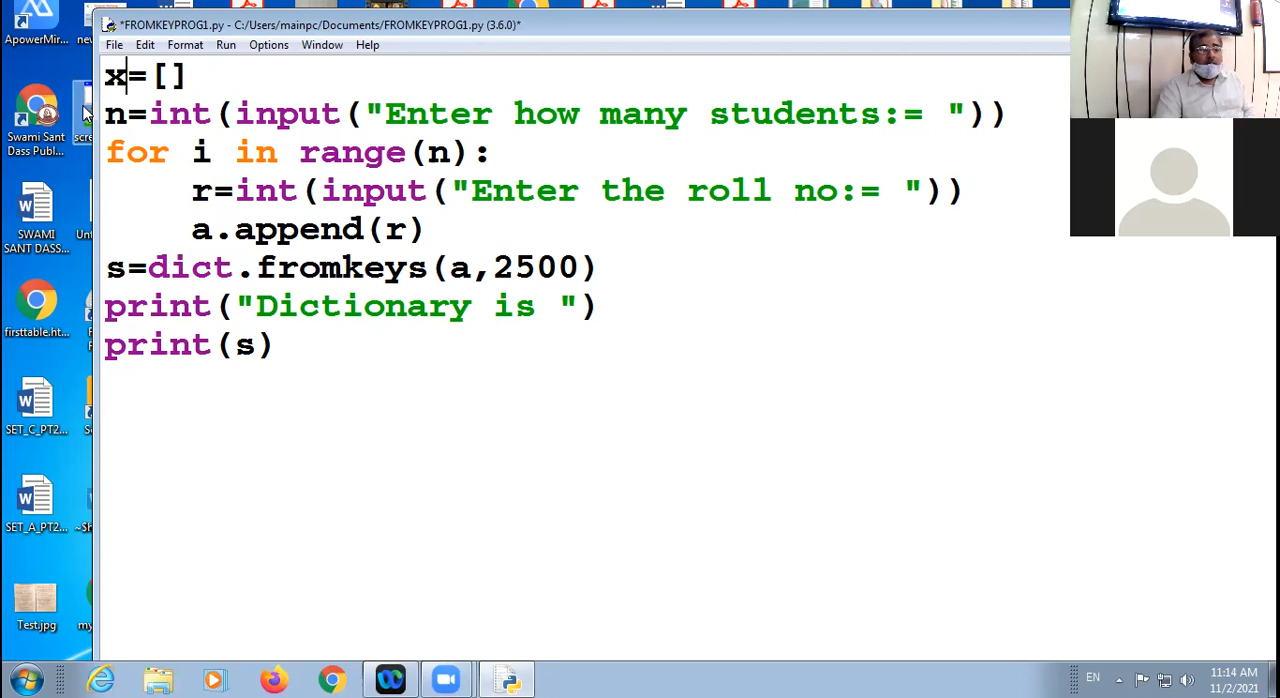 *FROMKEYPROG1.py - C:/Users/mainpc/Documents/FROMKEYPROG1.py (3.6.0)*
File Edit Format Run Options Window Help
x=[]
n=int(input("Enter how many students:= "))
for i in range(n):
    r=int(input("Enter the roll no:= "))
    a.append(r)
s=dict.fromkeys(a,2500)
print("Dictionary is ")
print(s)
ApowerMir...
Swami Sant
Dass Publ...
SWAMI
SANT DASS...
firsttable.ht...
SET_C_PT2...
SET_A_PT2...
Test.jpg
EN
11:14 AM
11/2/2021